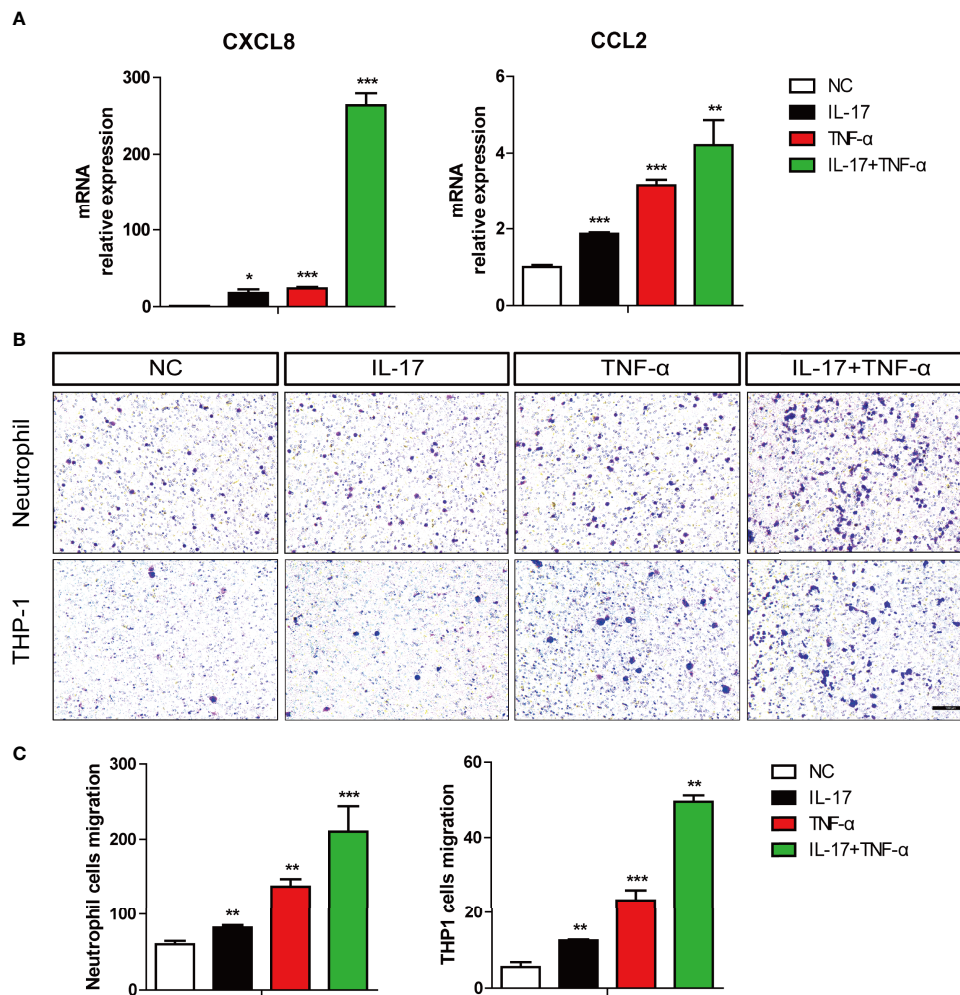 A
CXCL8
CCL2
mRNA
relative expression
300
200
100
0
*
***
***
mRNA
relative expression
6
4
2
0
***
***
**
NC
IL-17
TNF-α
IL-17+TNF-α
B
NC
IL-17
TNF-α
IL-17+TNF-α
Neutrophil
THP-1
C
Neutrophil cells migration
300
200
100
0
**
**
***
THP1 cells migration
60
40
20
0
**
***
**
NC
IL-17
TNF-α
IL-17+TNF-α